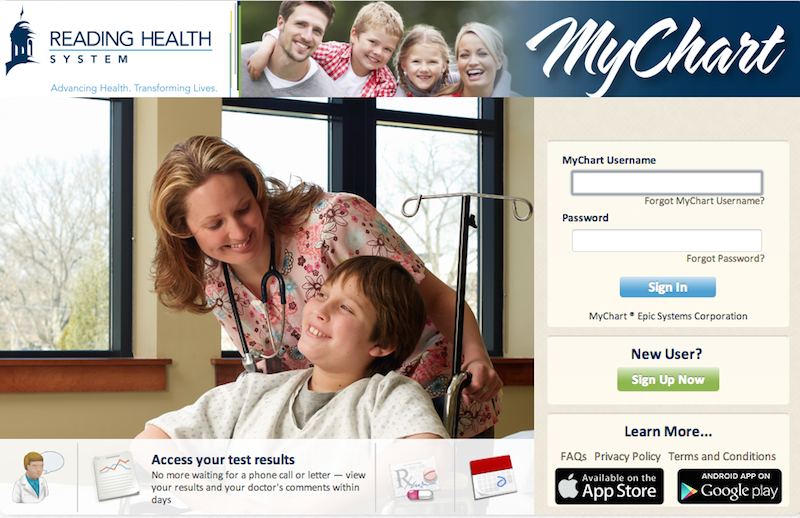 READING HEALTH
SYSTEM
Advancing Health. Transforming Lives.
MyChart
MyChart Username
Forgot MyChart Username?
Password
Forgot Password?
Sign In
MyChart ® Epic Systems Corporation
New User?
Sign Up Now
Learn More...
FAQs Privacy Policy Terms and Conditions
Available on the
App Store
ANDROID APP ON
Google play
Access your test results
No more waiting for a phone call or letter — view
your results and your doctor's comments within
days
Rx